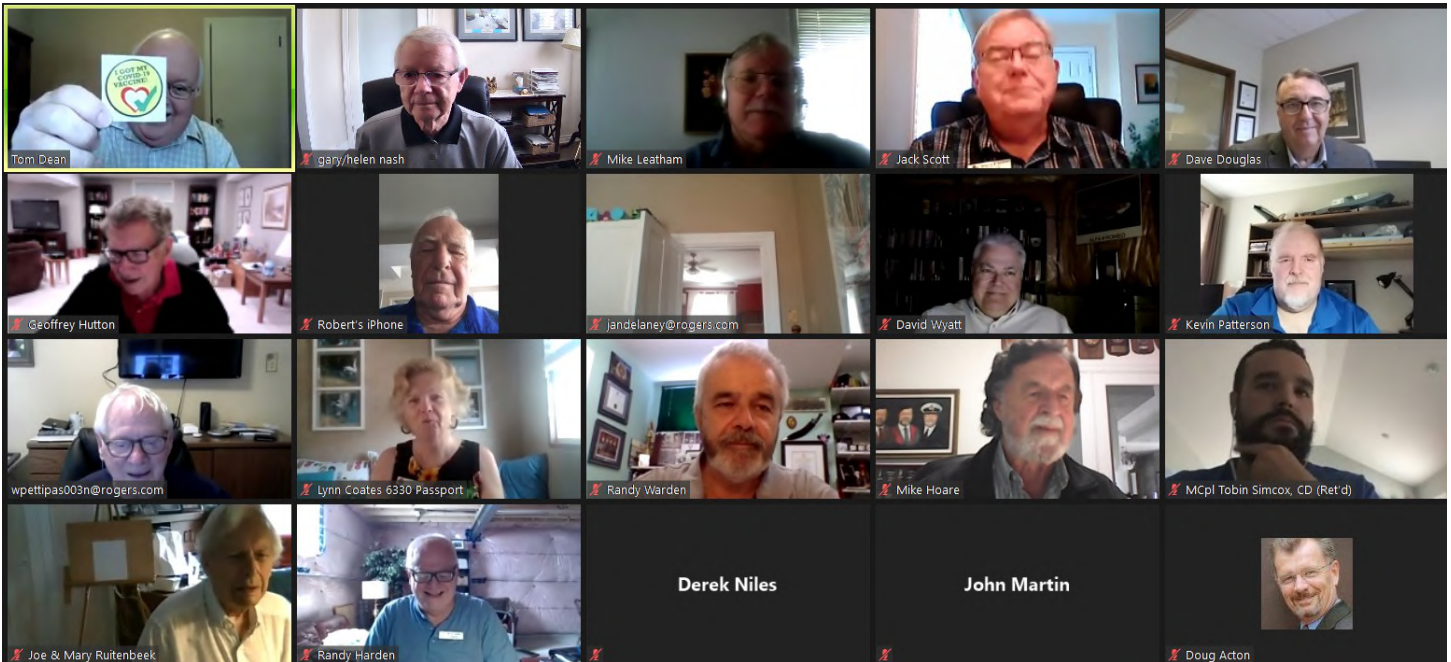 I GOT MY
COVID-19
VACCINE!
Tom Dean
gary/helen nash
Mike Leatham
Jack Scott
Dave Douglas
Geoffrey Hutton
Robert's iPhone
jandelaney@rogers.com
David Wyatt
Kevin Patterson
wpettipas003n@rogers.com
Lynn Coates 6330 Passport
Randy Warden
Mike Hoare
MCpl Tobin Simcox, CD (Ret'd)
Joe & Mary Ruitenbeek
Randy Harden
Derek Niles
John Martin
Doug Acton